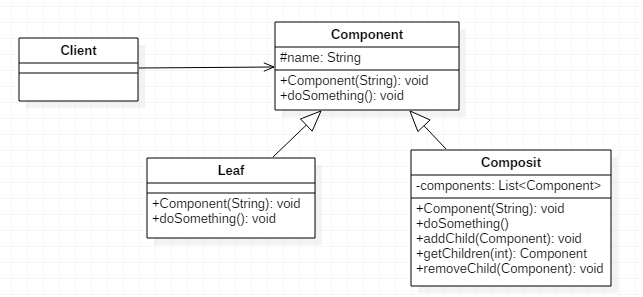 Client
Component
#name: String
+Component(String): void
+doSomething(): void
Leaf
+Component(String): void
+doSomething(): void
Composit
-components: List<Component>
+Component(String): void
+doSomething()
+addChild(Component): void
+getChildren(int): Component
+removeChild(Component): void